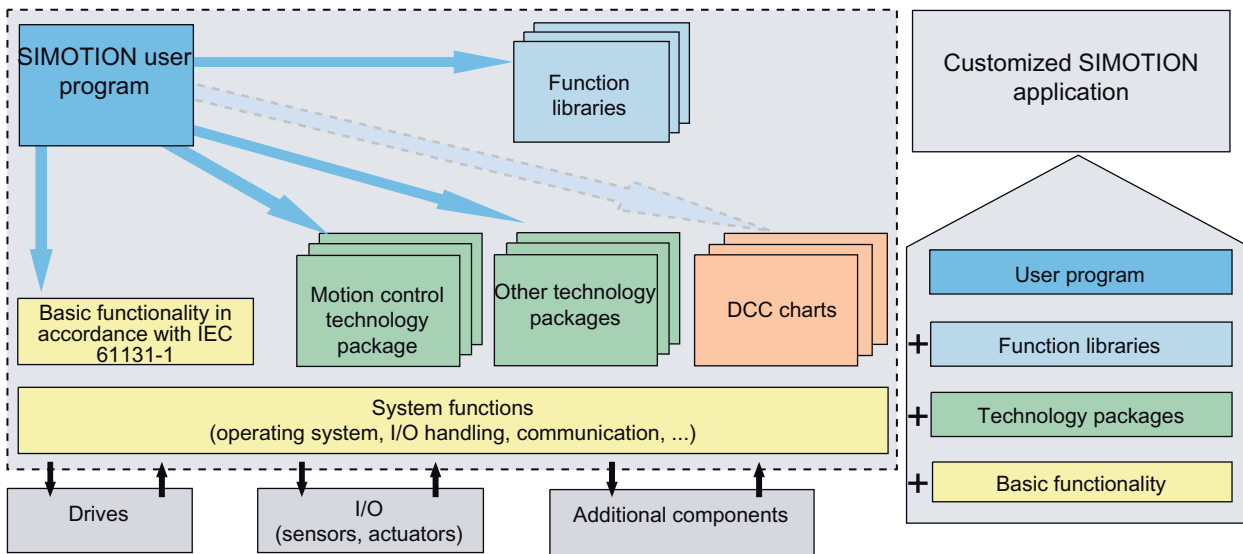 SIMOTION user
program
Function
libraries
Motion control
technology
package
Other technology
packages
DCC charts
Basic functionality in
accordance with IEC
61131-1
System functions
(operating system, I/O handling, communication, ...)
Drives
I/O
(sensors, actuators)
Additional components
Customized SIMOTION
application
User program
+ Function libraries
+ Technology packages
+ Basic functionality